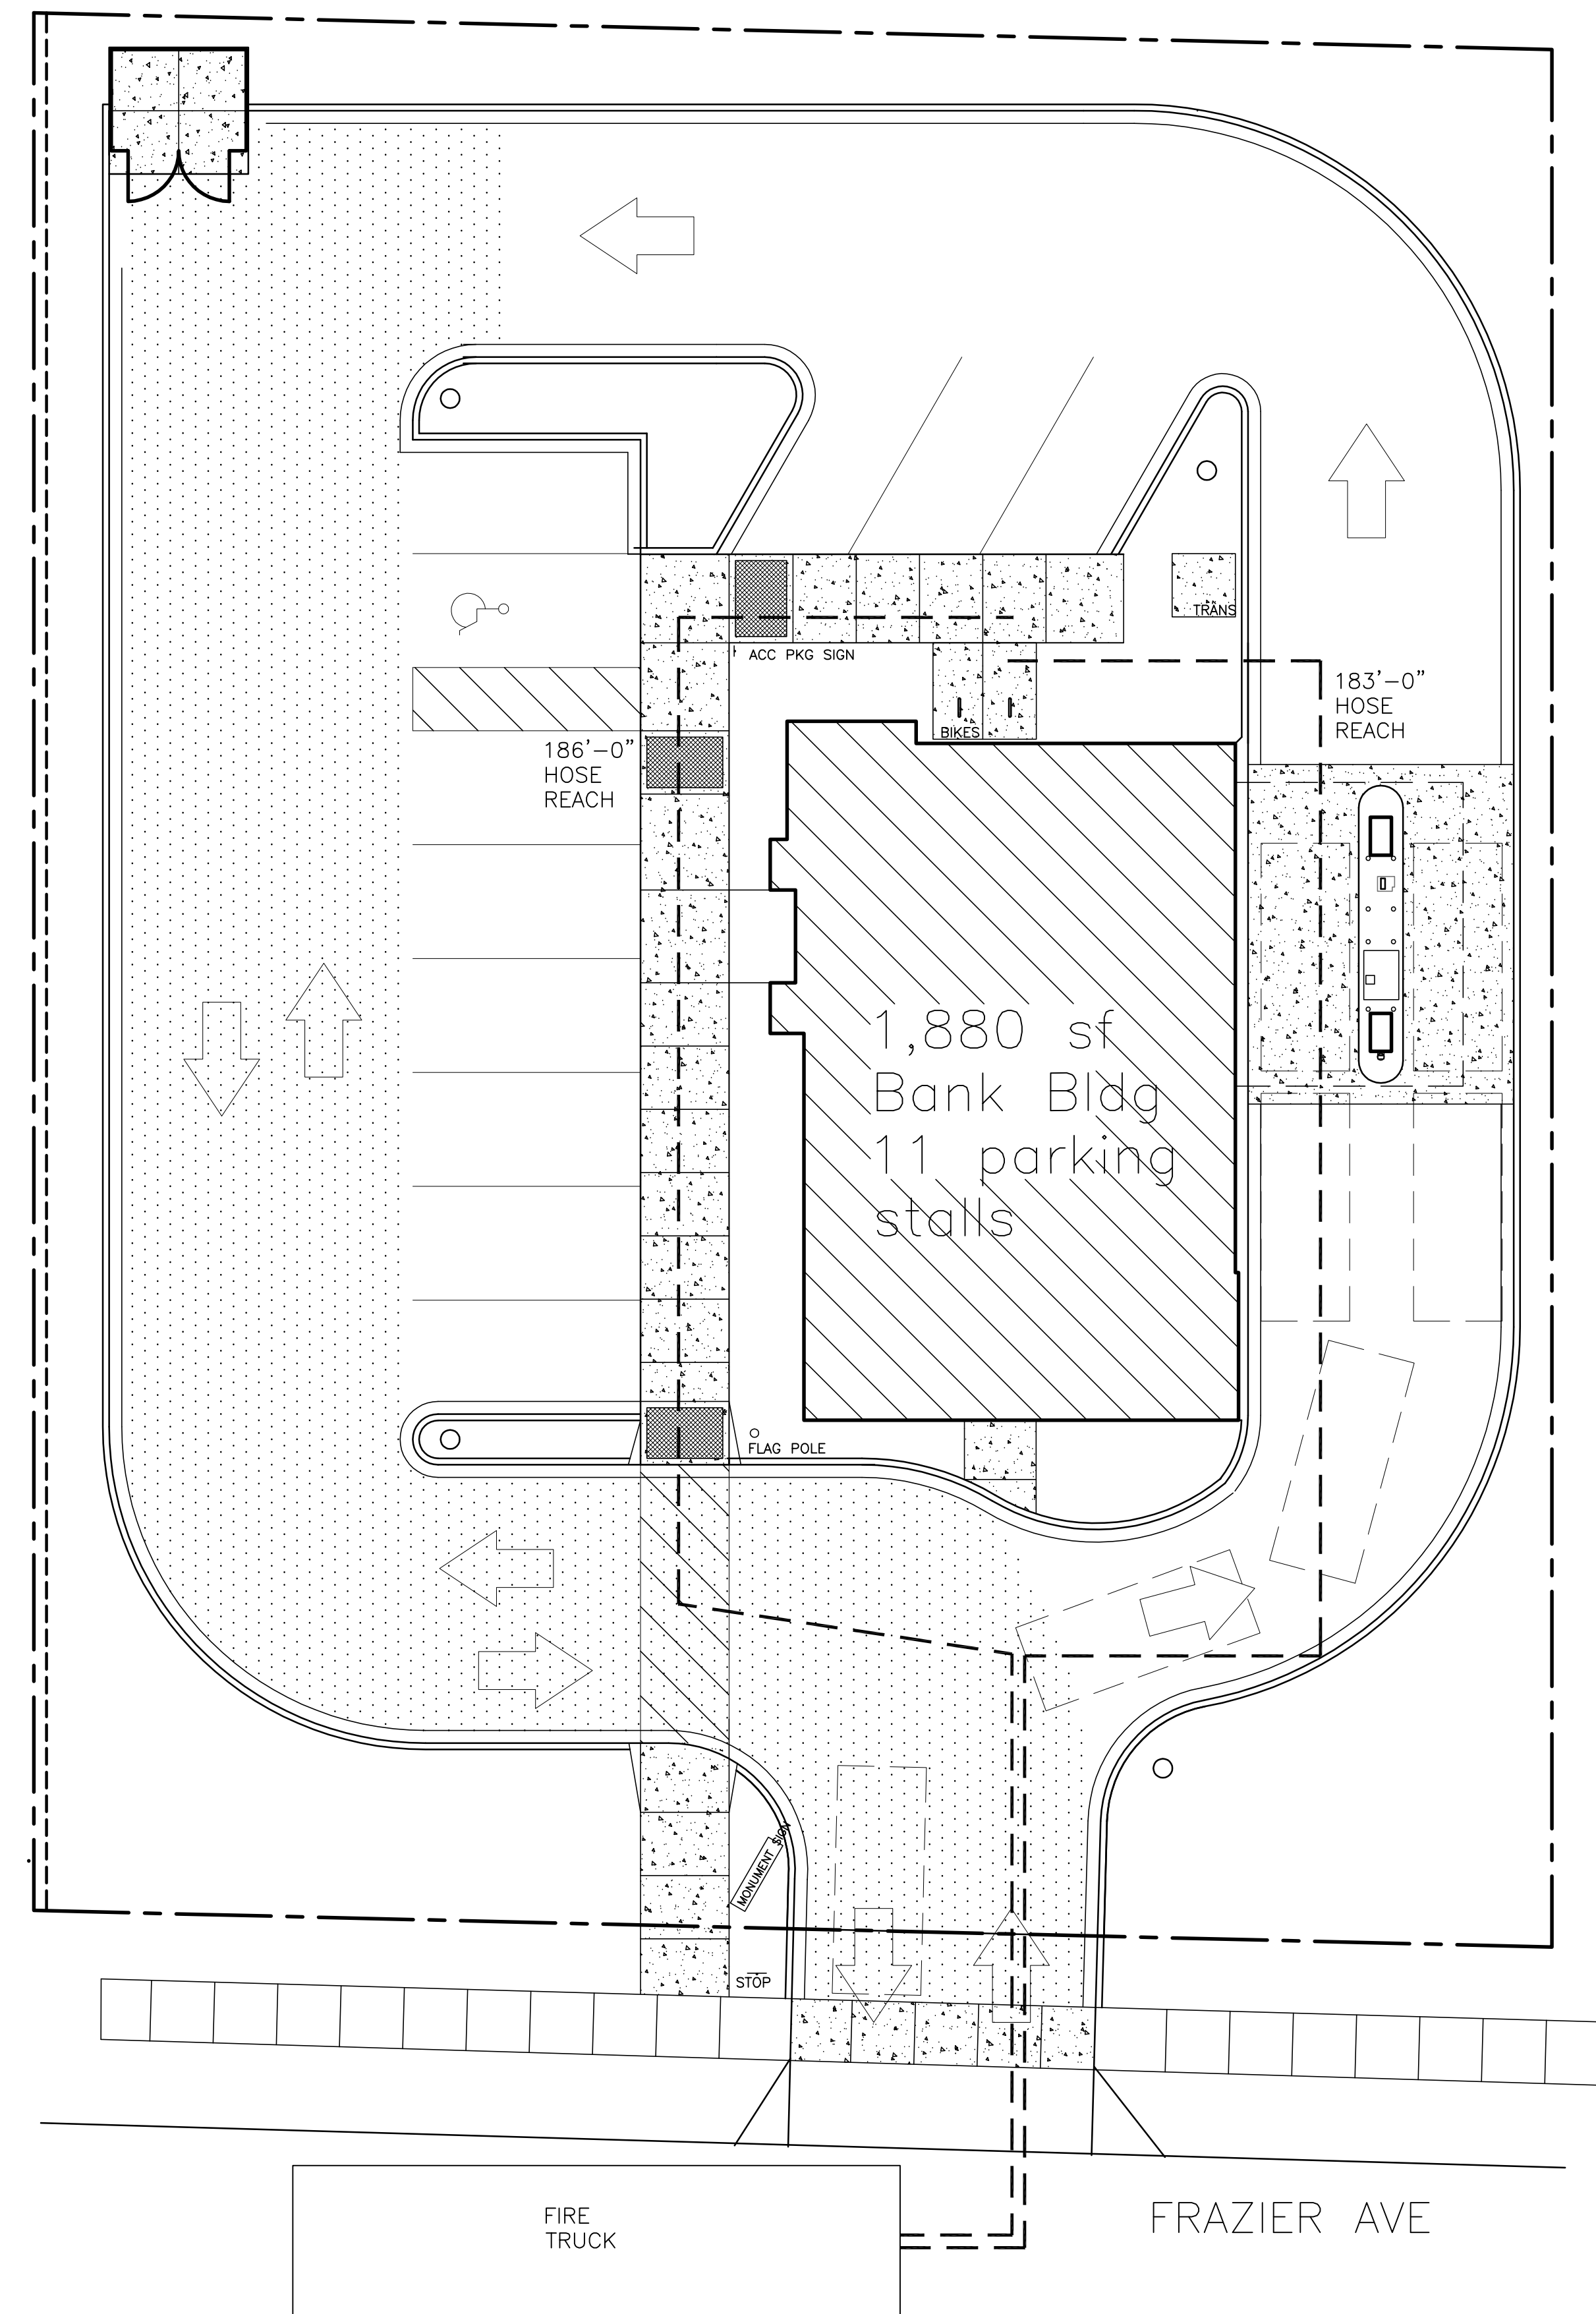 TRANS
ACC PKG SIGN
183'-0"
HOSE
REACH
BIKES
186'-0"
HOSE
REACH
1,880 sf
Bank Bldg
11 parking
stalls
FLAG POLE
MONUMENT SIGN
STOP
FIRE
TRUCK
FRAZIER AVE